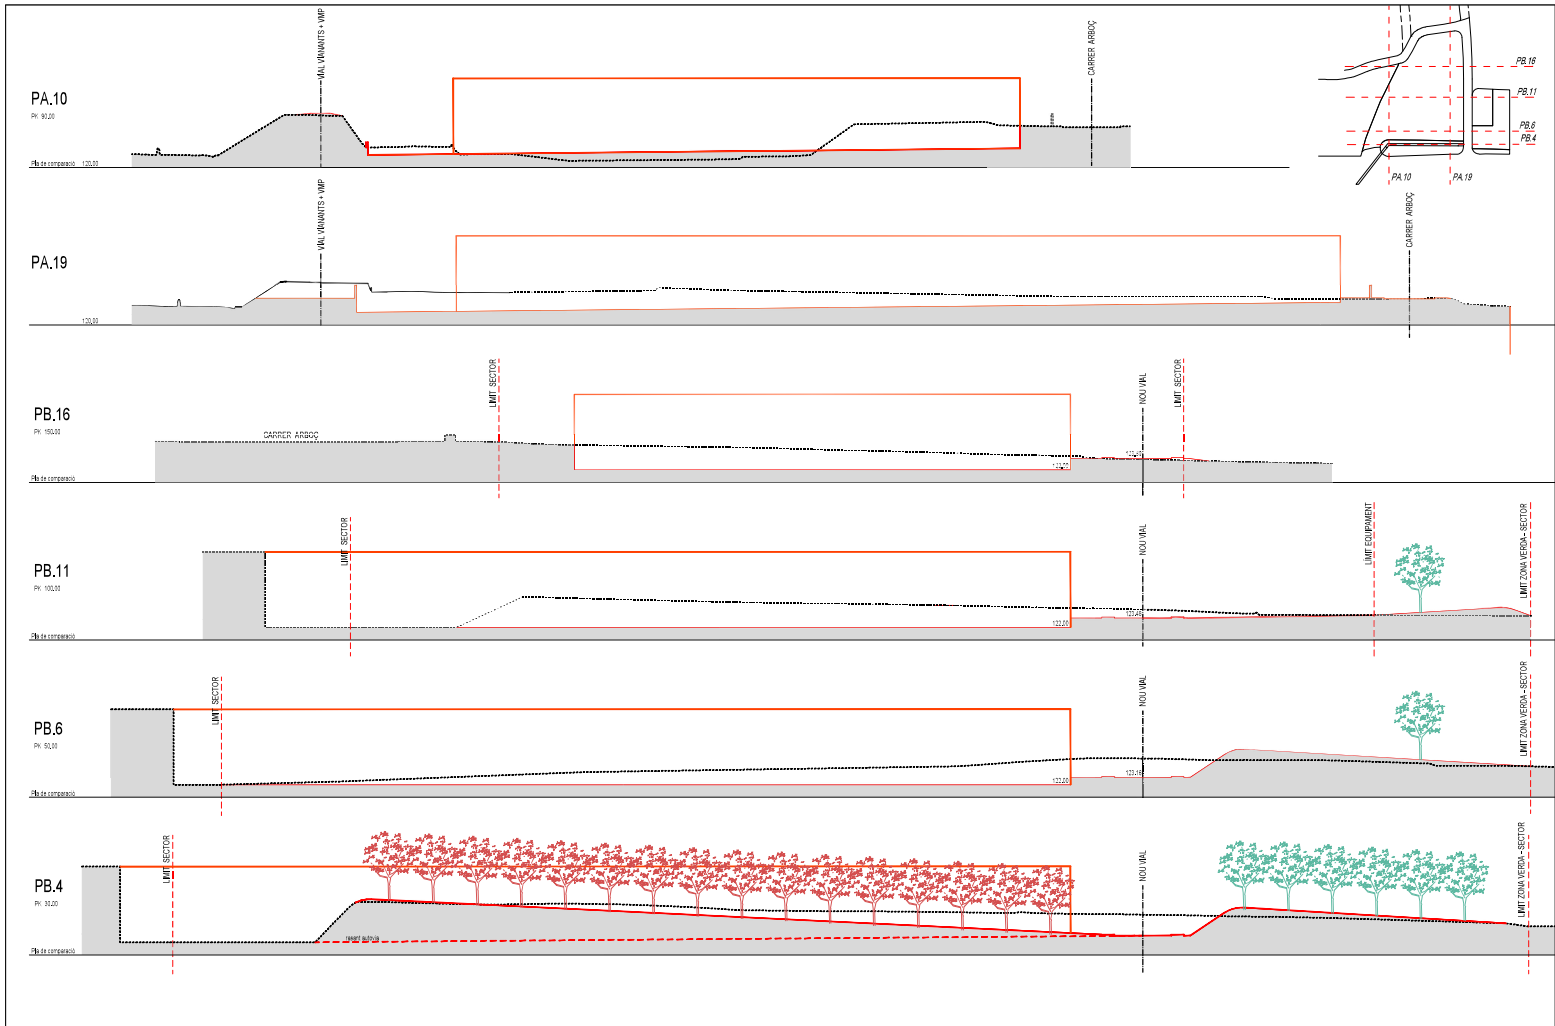 PA.10
PK 90,00
Pla de comparació
120,00
VIAL VIANANTS + VMP
CARRER ARBOÇ
PB.16
PB.11
PB.6
PB.4
PA.10
PA.19
PA.19
120,00
VIAL VIANANTS + VMP
CARRER ARBOÇ
PB.16
PK 150,00
Pla de comparació
CARRER ARBOÇ
LIMIT SECTOR
NOU VIAL
LIMIT SECTOR
PB.11
PK 100,00
Pla de comparació
LIMIT SECTOR
122,00
123,46
NOU VIAL
LIMIT EQUIPAMENT
LIMIT ZONA VERDA - SECTOR
PB.6
PK 50,00
Pla de comparació
LIMIT SECTOR
122,00
123,16
NOU VIAL
LIMIT ZONA VERDA - SECTOR
PB.4
PK 30,00
Pla de comparació
LIMIT SECTOR
rasant autovia
NOU VIAL
LIMIT ZONA VERDA - SECTOR